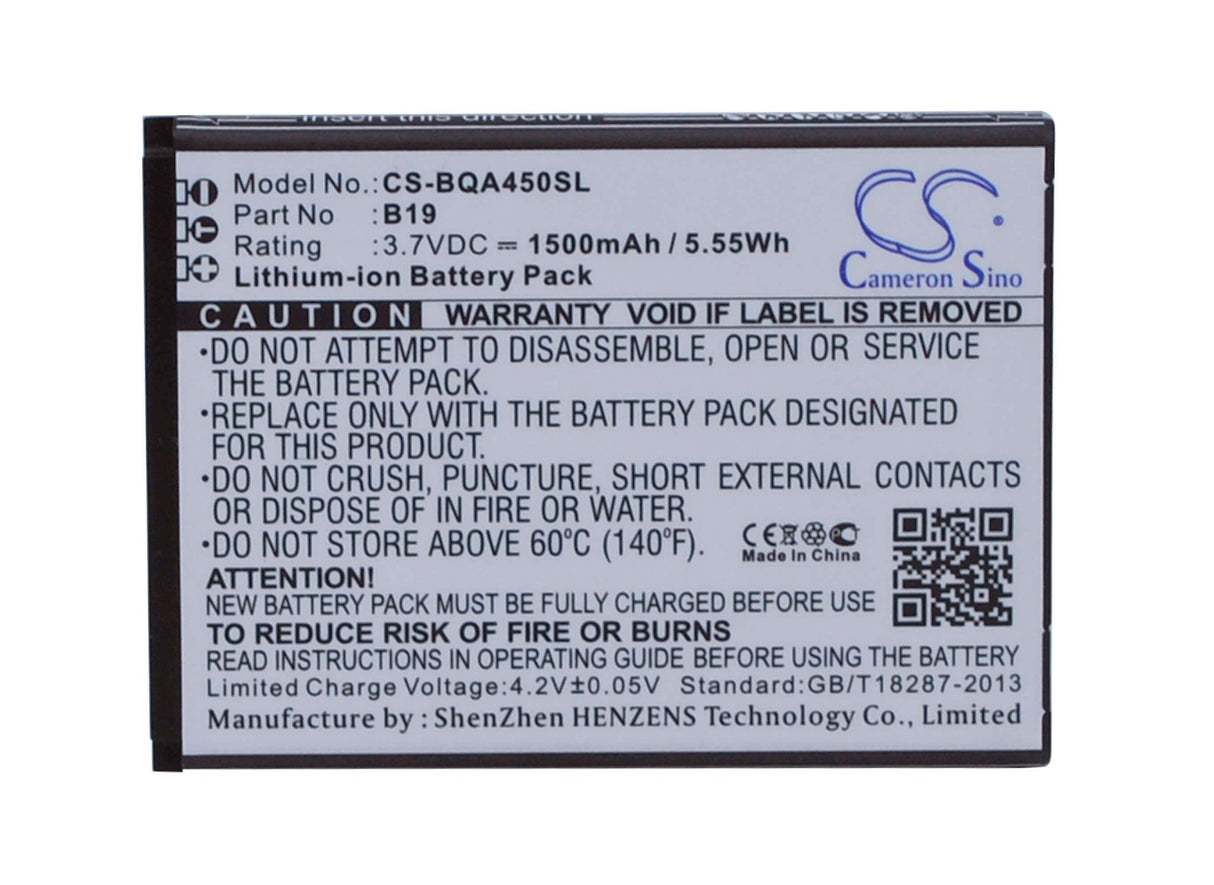 Insert this direction
Model No.: CS-BQA450SL
Part No : B19
Rating : 3.7VDC ⎓ 1500mAh / 5.55Wh
Lithium-ion Battery Pack
CS ®
Cameron Sino
CAUTION WARRANTY VOID IF LABEL IS REMOVED
•DO NOT ATTEMPT TO DISASSEMBLE, OPEN OR SERVICE
THE BATTERY PACK.
•REPLACE ONLY WITH THE BATTERY PACK DESIGNATED
FOR THIS PRODUCT.
•DO NOT CRUSH, PUNCTURE, SHORT EXTERNAL CONTACTS
OR DISPOSE OF IN FIRE OR WATER.
•DO NOT STORE ABOVE 60°C (140°F).
CE
Made In China
ATTENTION!
NEW BATTERY PACK MUST BE FULLY CHARGED BEFORE USE
TO REDUCE RISK OF FIRE OR BURNS
READ INSTRUCTIONS IN OPERATING GUIDE BEFORE USING THE BATTERY
Limited Charge Voltage:4.2V±0.05V Standard:GB/T18287-2013
Manufacture by : ShenZhen HENZENS Technology Co., Limited